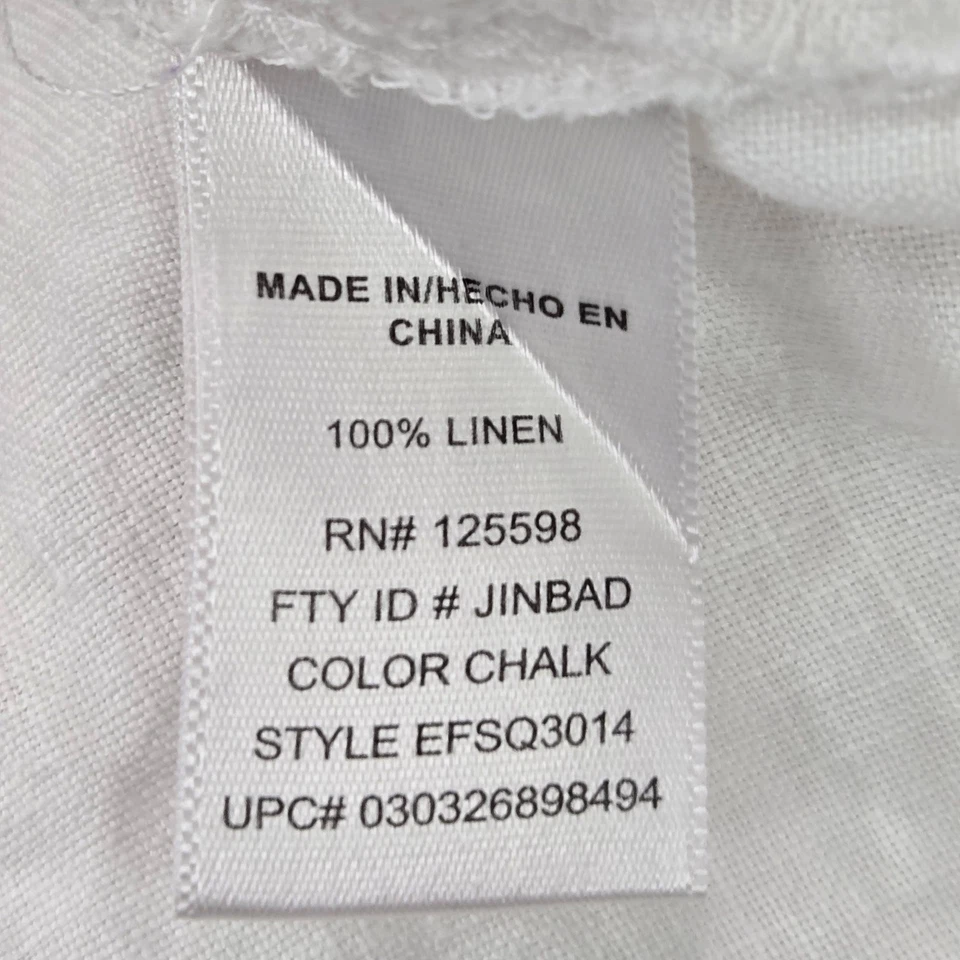 MADE IN/HECHO EN
CHINA
100% LINEN
RN# 125598
FTY ID # JINBAD
COLOR CHALK
STYLE EFSQ3014
UPC# 030326898494